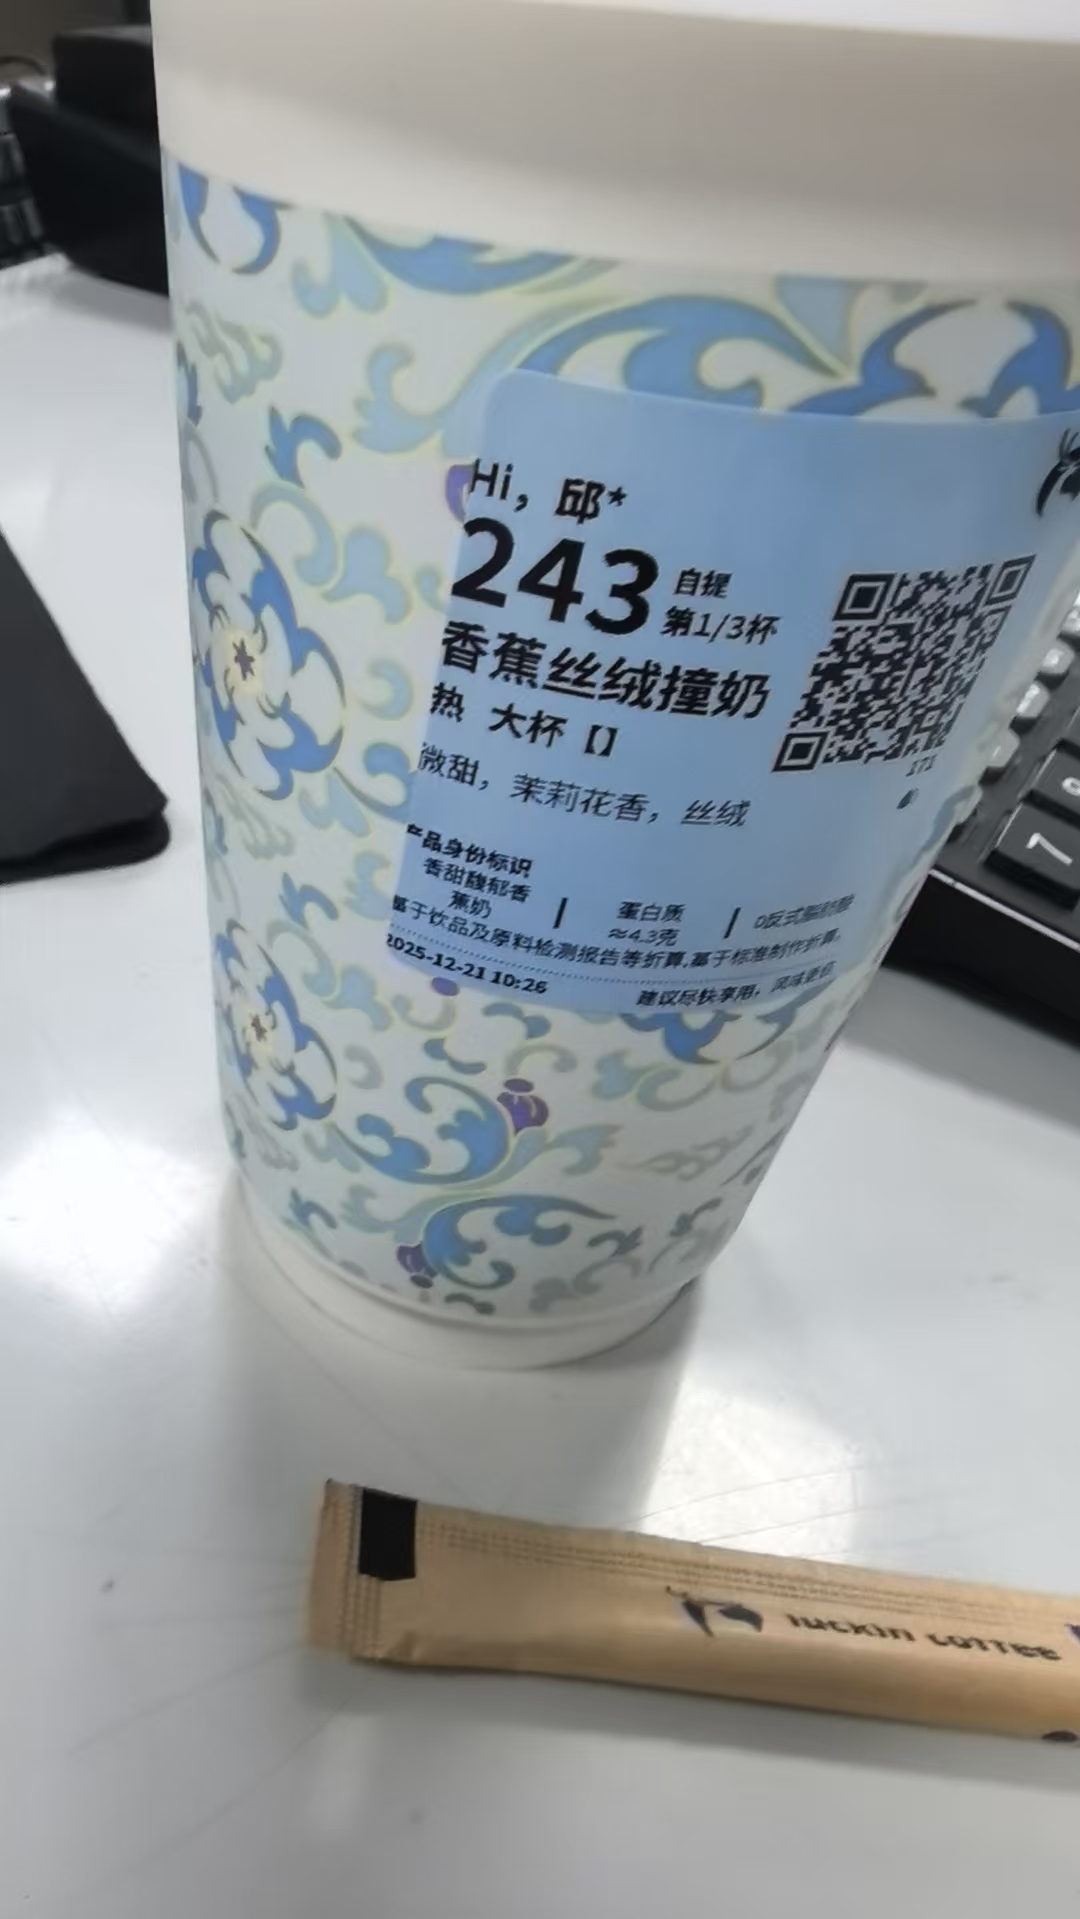 Hi，邱*
243 自提
第1/3杯
香蕉丝绒撞奶
热 大杯【】
微甜，茉莉花香，丝绒
171
产品身份标识
香甜馥郁香
蕉奶
蛋白质
≈4.3克
0反式脂肪酸
基于饮品及原料检测报告等折算,基于标准制作折算。
2025-12-21 10:26
建议尽快享用，风味更佳
7
luckin coffee